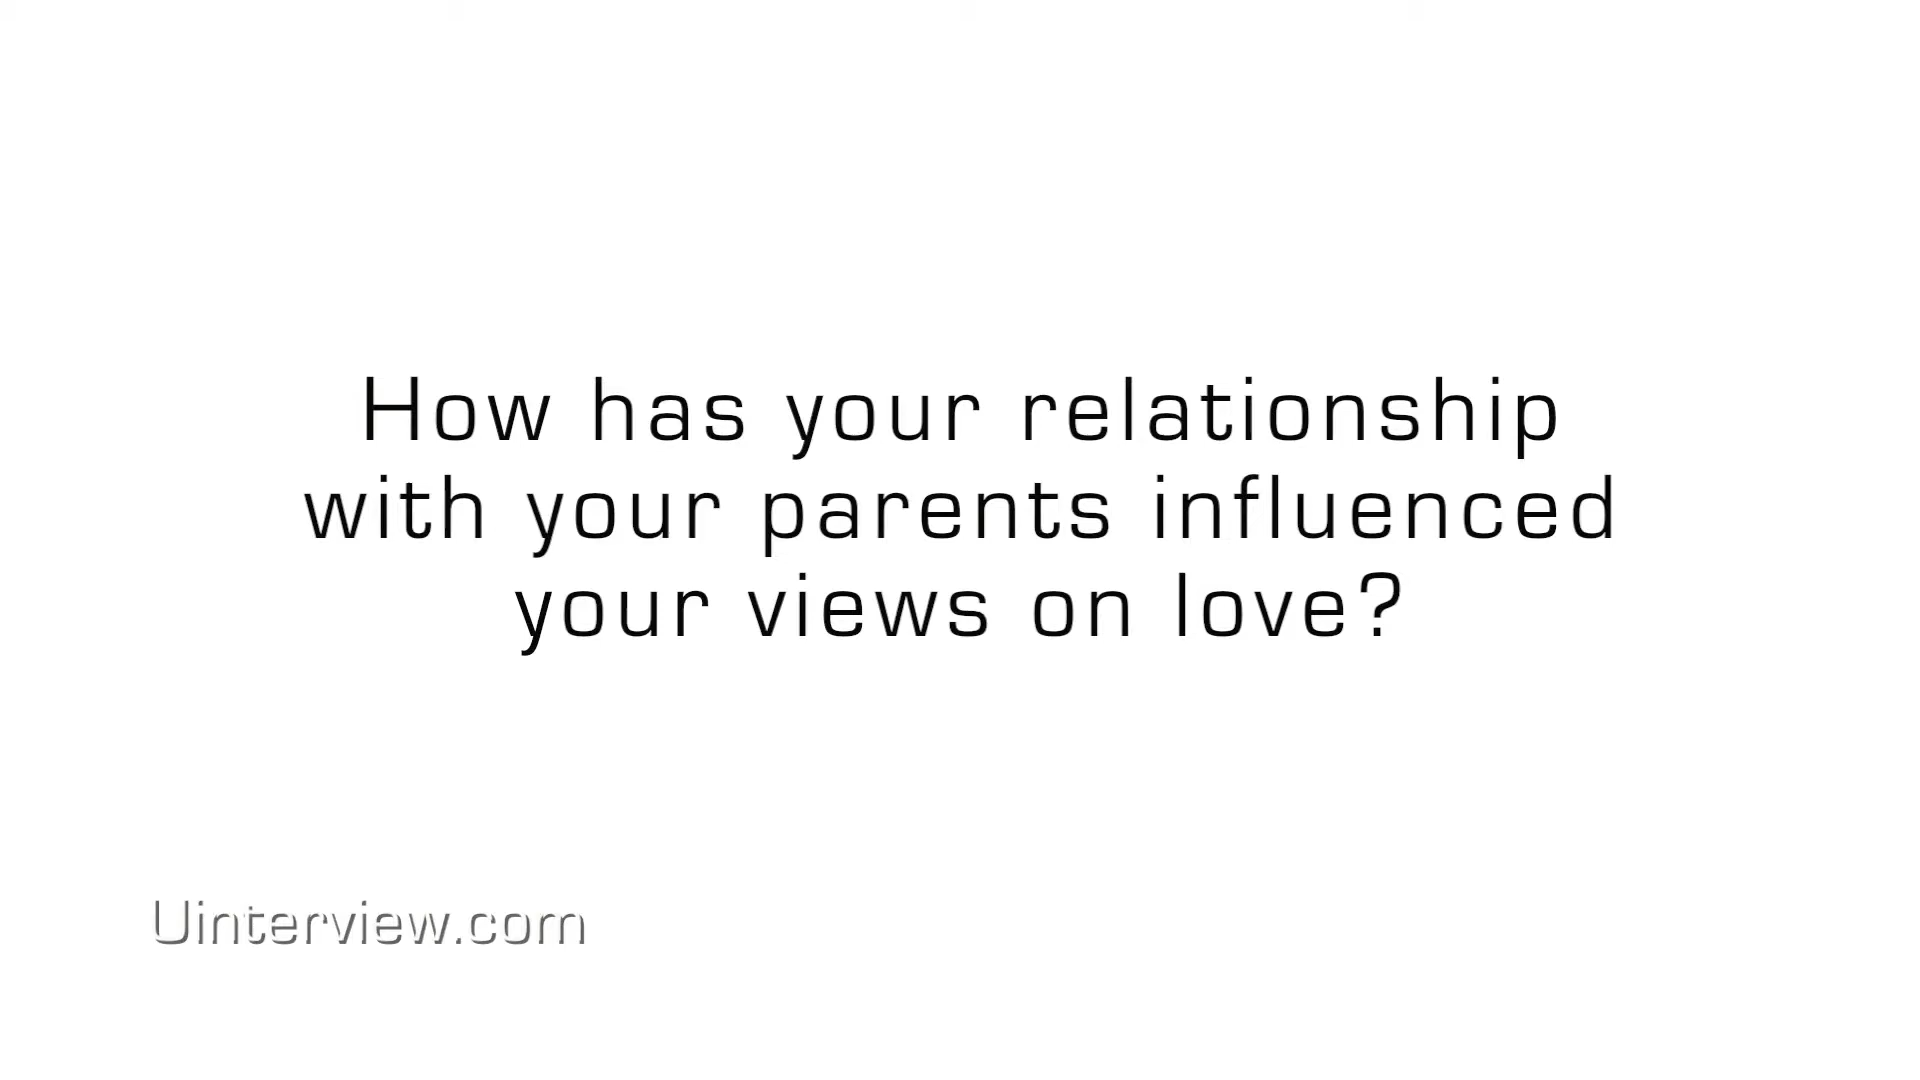 How has your relationship
with your parents influenced
your views on love?
Uinterview.com